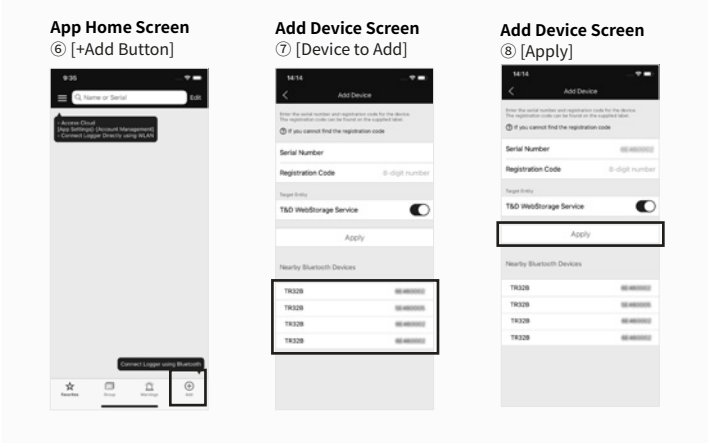 App Home Screen
⑥ [+Add Button]
9:35
Name or Serial
Edit
- Access Cloud
[App Settings]-[Account Management]
- Connect Logger Directly using WLAN
Connect Logger using Bluetooth
Favorites
Group
Warnings
Add
Add Device Screen
⑦ [Device to Add]
14:14
Add Device
Enter the serial number and registration code for the device.
The registration code can be found on the supplied label.
If you cannot find the registration code
Serial Number
Registration Code
8-digit number
Target Entity
T&D WebStorage Service
Apply
Nearby Bluetooth Devices
TR32B
TR32B
TR32B
TR32B
Add Device Screen
⑧ [Apply]
14:14
Add Device
Enter the serial number and registration code for the device.
The registration code can be found on the supplied label.
If you cannot find the registration code
Serial Number
Registration Code
8-digit number
Target Entity
T&D WebStorage Service
Apply
Nearby Bluetooth Devices
TR32B
TR32B
TR32B
TR32B